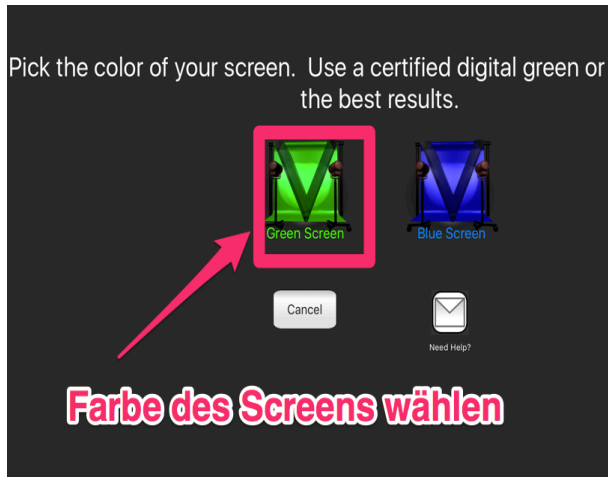 Pick the color of your screen.  Use a certified digital green or
the best results.
Green Screen
Blue Screen
Cancel
Need Help?
Farbe des Screens wählen